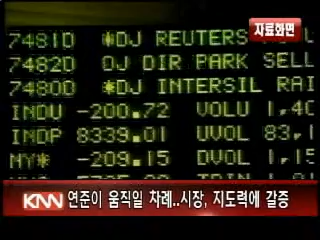 자료화면
7481D *DJ REUTERS
7482D DJ DIR PARK SELL
7480D *DJ INTERSIL RAI
INDU -200.72 VOLU 1,40
INDP 8339.01 UVOL 83,1
NY* -209.15 DVOL 1,15
KNN 연준이 움직일 차례..시장, 지도력에 갈증